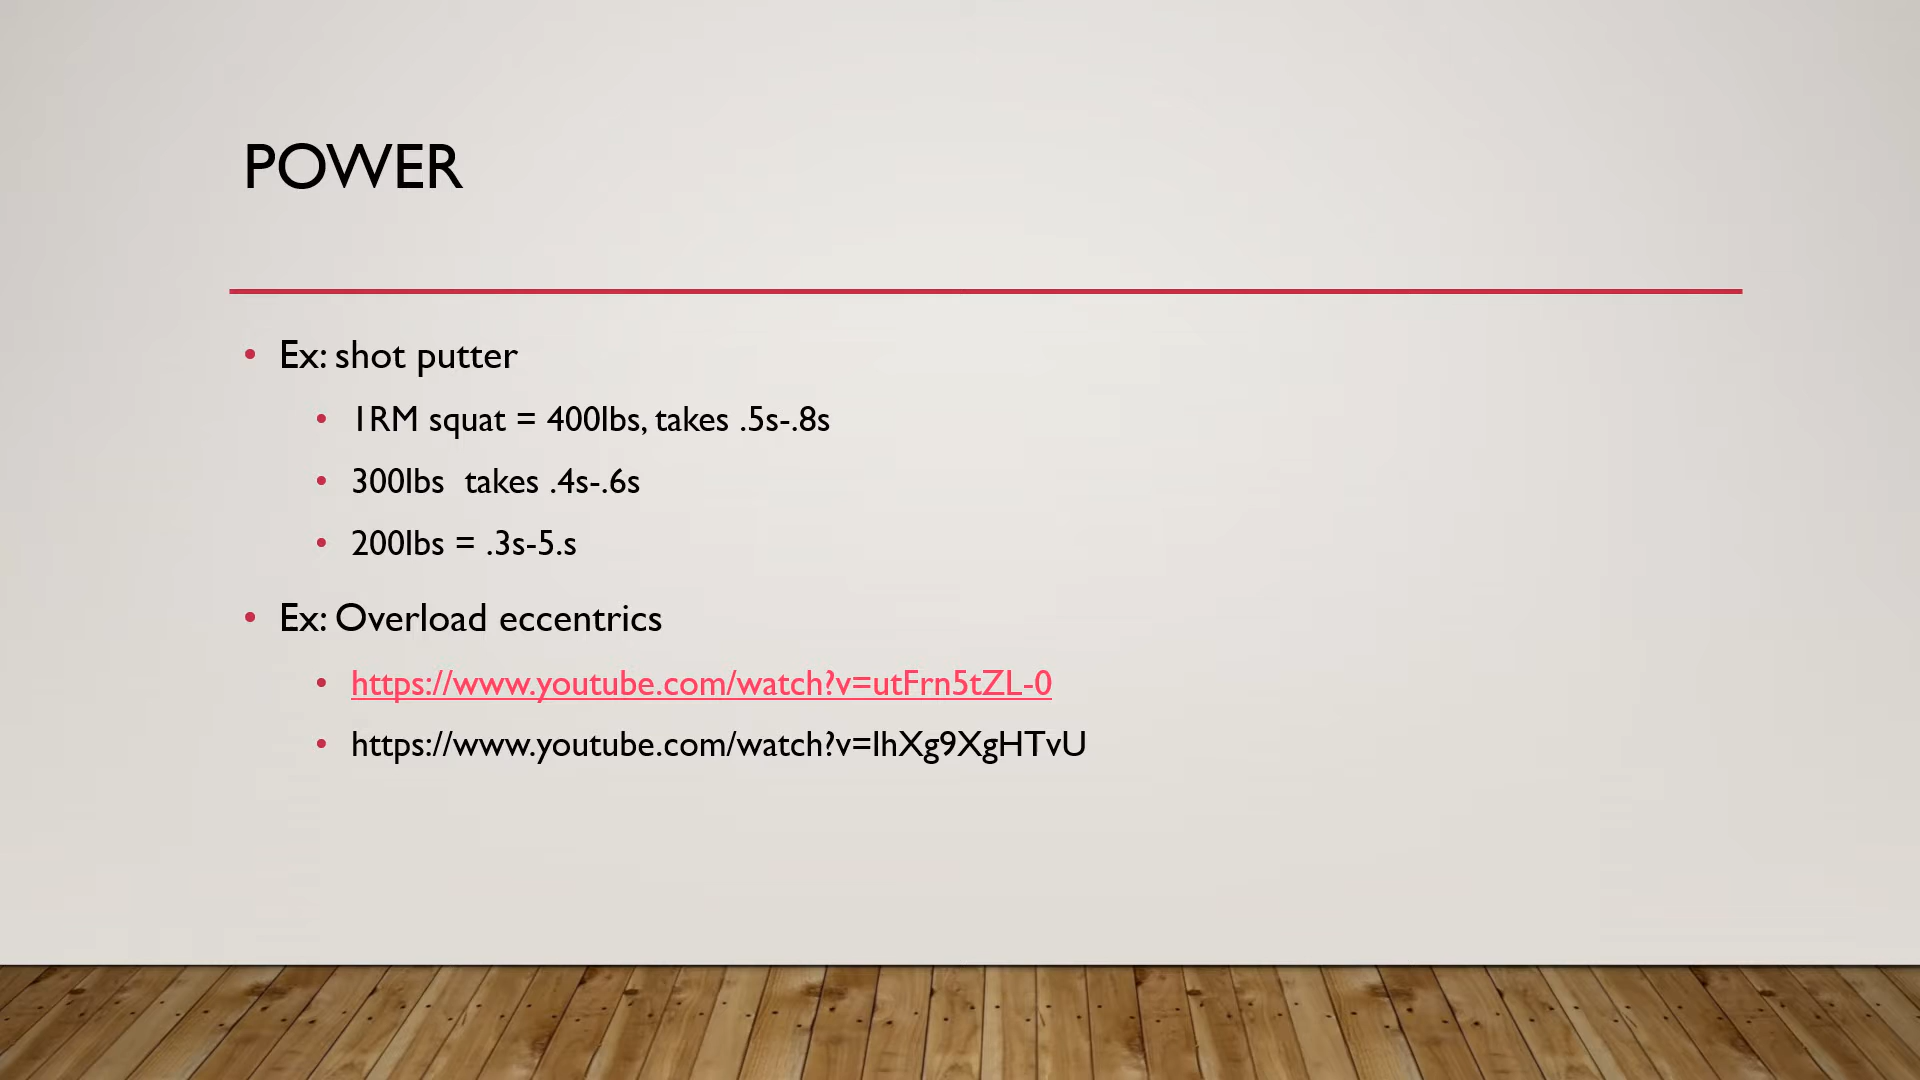 POWER
Ex: shot putter
1RM squat = 400lbs, takes .5s-.8s
300lbs  takes .4s-.6s
200lbs = .3s-5.s
Ex: Overload eccentrics
https://www.youtube.com/watch?v=utFrn5tZL-0
https://www.youtube.com/watch?v=lhXg9XgHTvU